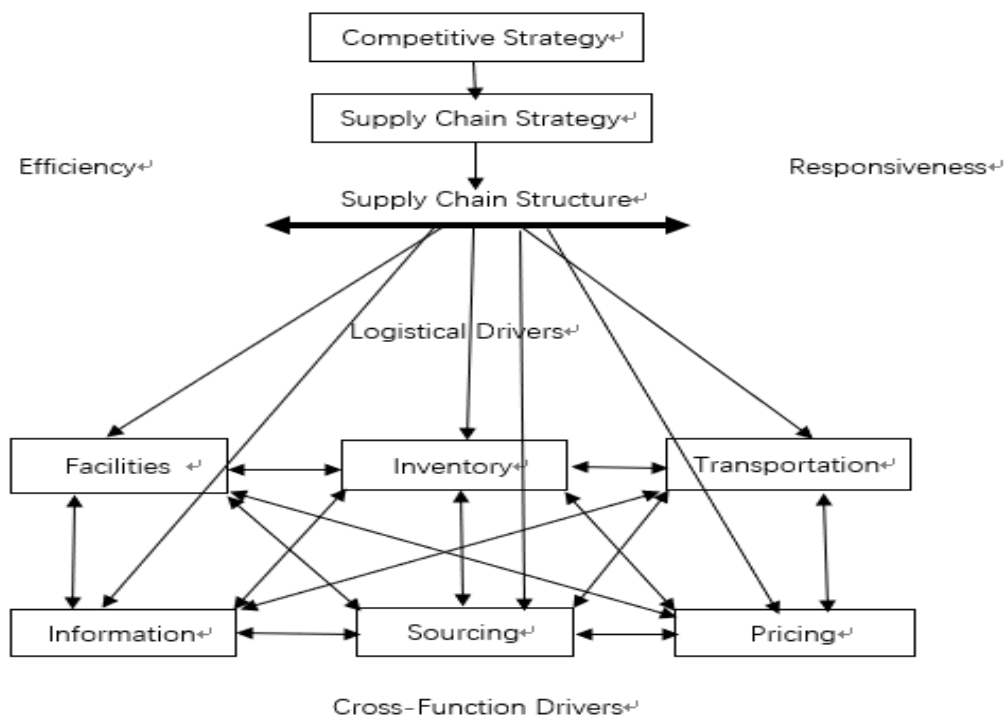 Competitive Strategy↵
Supply Chain Strategy↵
Efficiency↵
Responsiveness↵
Supply Chain Structure↵
Logistical Drivers↵
Facilities ↵
Inventory↵
Transportation↵
Information↵
Sourcing↵
Pricing↵
Cross-Function Drivers↵